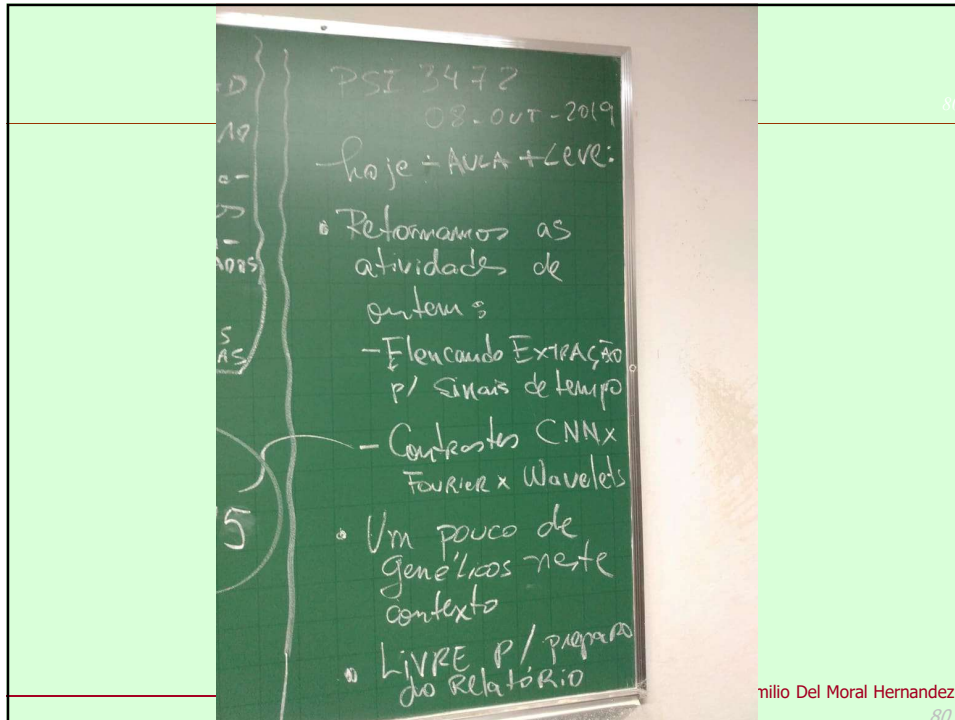 PSI 3472
08-OUT-2019
hoje - AULA + Leve:
• Retomamos as
atividades de
ontem:
- Elencando EXTRAÇÃO
p/ sinais de tempo
- Contrastes CNN x
FOURIER x Wavelets
• Um pouco de
genéticos neste
contexto
• LIVRE P/ preparo
do RELATÓRIO
5
milio Del Moral Hernandez
80